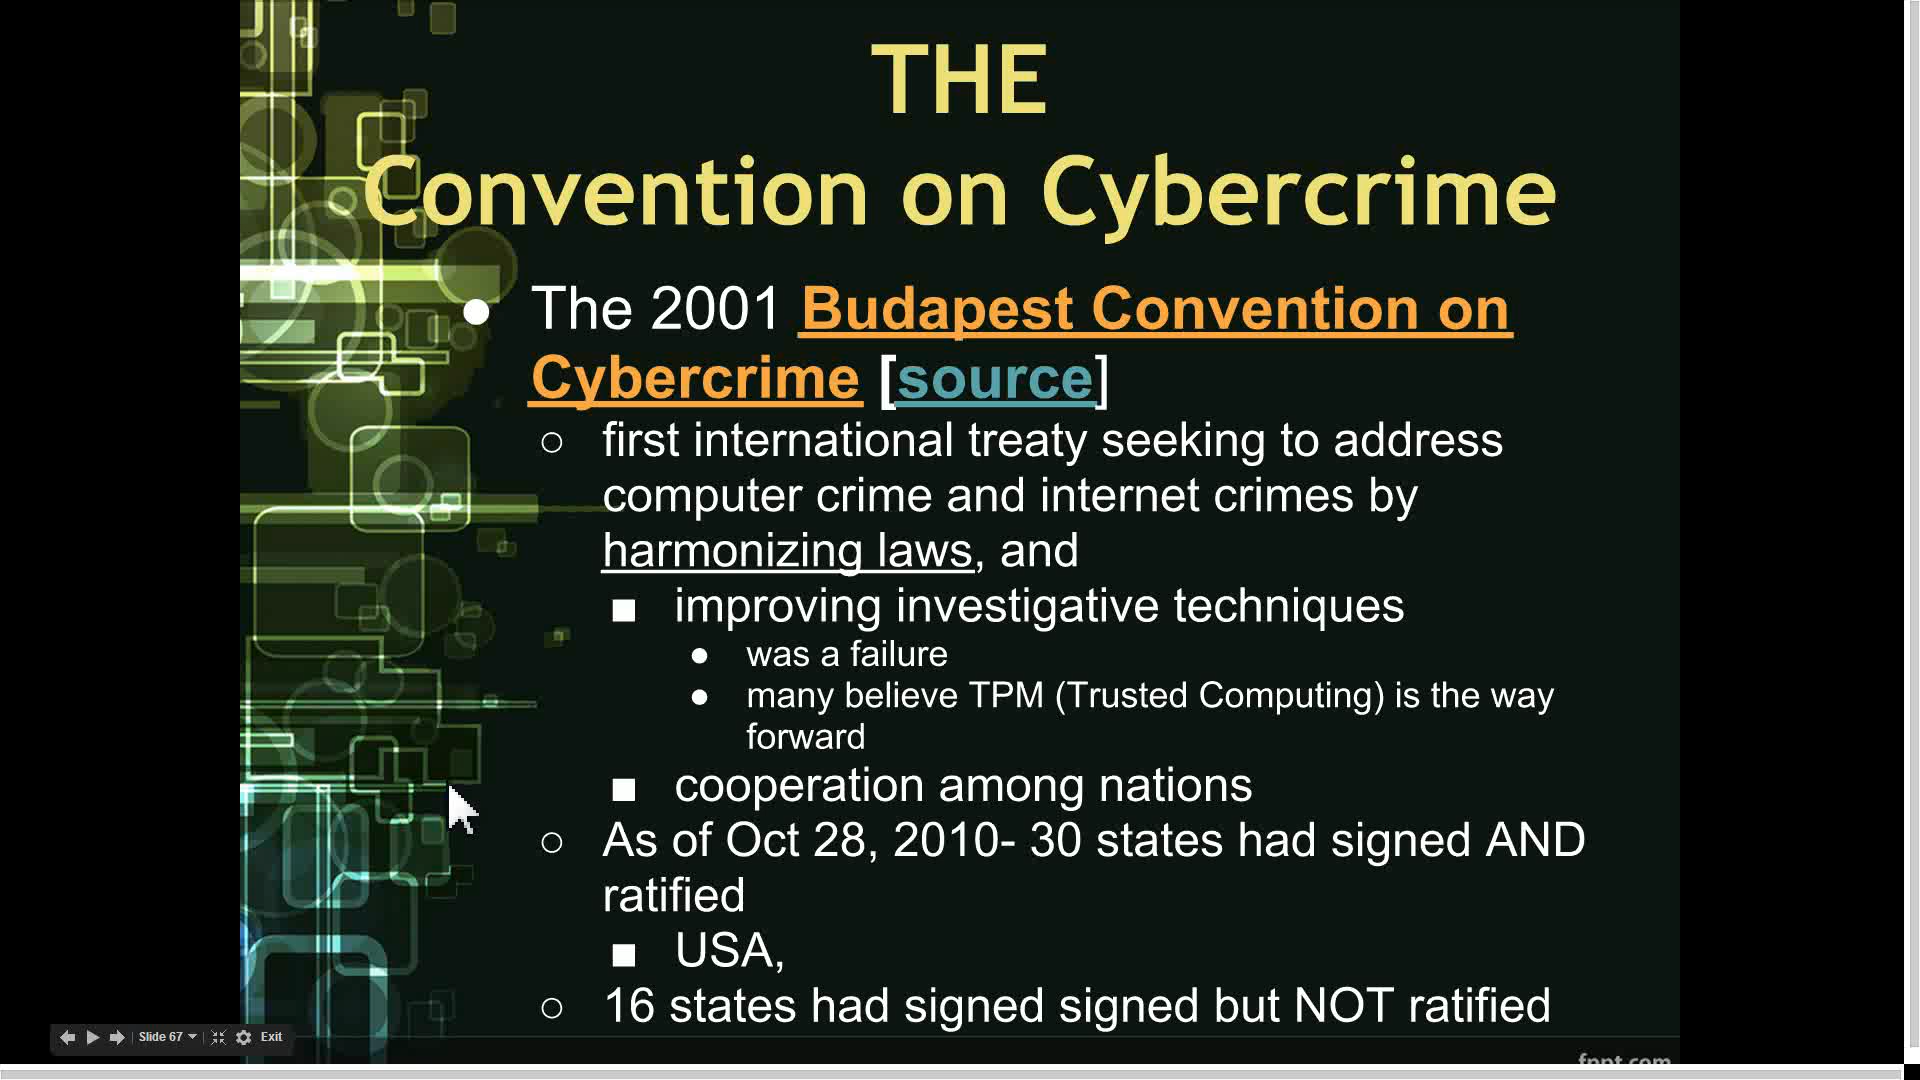 THE
Convention on Cybercrime
● The 2001 Budapest Convention on
Cybercrime [source]
○ first international treaty seeking to address
computer crime and internet crimes by
harmonizing laws, and
■ improving investigative techniques
● was a failure
● many believe TPM (Trusted Computing) is the way
forward
■ cooperation among nations
○ As of Oct 28, 2010- 30 states had signed AND
ratified
■ USA,
○ 16 states had signed signed but NOT ratified
Slide 67 Exit
fppt.com